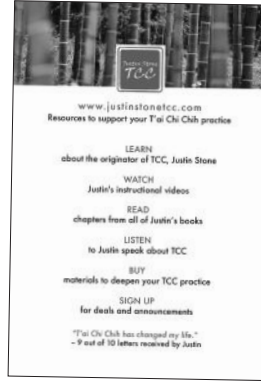 Justin Stone
TCC
www.justinstonetcc.com
Resources to support your T'ai Chi Chih practice
LEARN
about the originator of TCC, Justin Stone
WATCH
Justin's instructional videos
READ
chapters from all of Justin's books
LISTEN
to Justin speak about TCC
BUY
materials to deepen your TCC practice
SIGN UP
for deals and announcements
"T'ai Chi Chih has changed my life."
– 9 out of 10 letters received by Justin